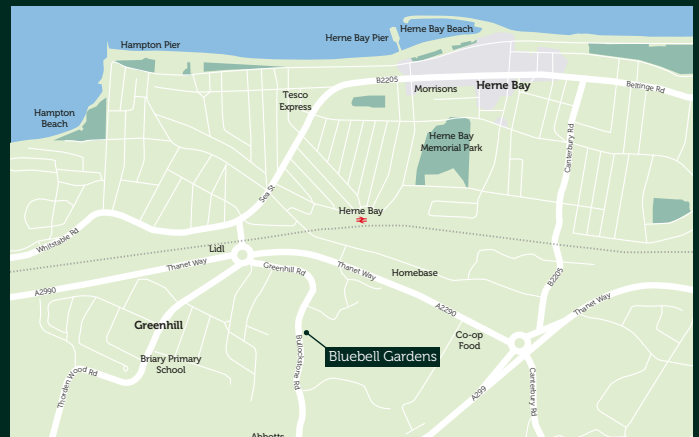 Herne Bay Beach
Herne Bay Pier
Hampton Pier
B2205
Morrisons
Herne Bay
Beltinge Rd
Tesco
Express
Hampton
Beach
Herne Bay
Memorial Park
Canterbury Rd
Sea St
Herne Bay
Whitstable Rd
Lidl
Thanet Way
Greenhill Rd
Thanet Way
Homebase
B2205
A2990
A2290
Thanet Way
Greenhill
Co-op
Food
Bullockstone Rd
Bluebell Gardens
Briary Primary
School
Thorden Wood Rd
A299
Canterbury Rd
Abbotts